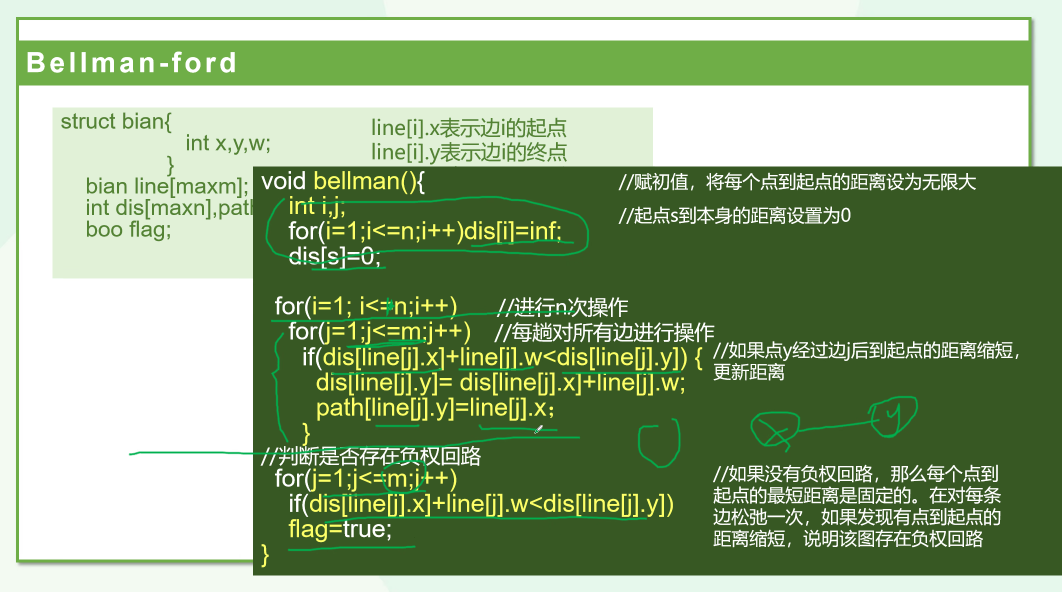 Bellman-ford
struct bian{
int x,y,w;
}
bian line[maxm];
int dis[maxn],pat
boo flag;
line[i].x表示边i的起点
line[i].y表示边i的终点
void bellman(){
int i,j;
for(i=1;i<=n;i++)dis[i]=inf;
dis[s]=0;
//赋初值，将每个点到起点的距离设为无限大
//起点s到本身的距离设置为0
for(i=1; i<=n;i++) //进行n次操作
for(j=1;j<=m;j++) //每趟对所有边进行操作
if(dis[line[j].x]+line[j].w<dis[line[j].y]) {
dis[line[j].y]= dis[line[j].x]+line[j].w;
path[line[j].y]=line[j].x；
}
//如果点y经过边j后到起点的距离缩短，
更新距离
x
y
//判断是否存在负权回路
for(j=1;j<=m;j++)
if(dis[line[j].x]+line[j].w<dis[line[j].y])
flag=true;
}
//如果没有负权回路，那么每个点到
起点的最短距离是固定的。在对每条
边松弛一次，如果发现有点到起点的
距离缩短，说明该图存在负权回路